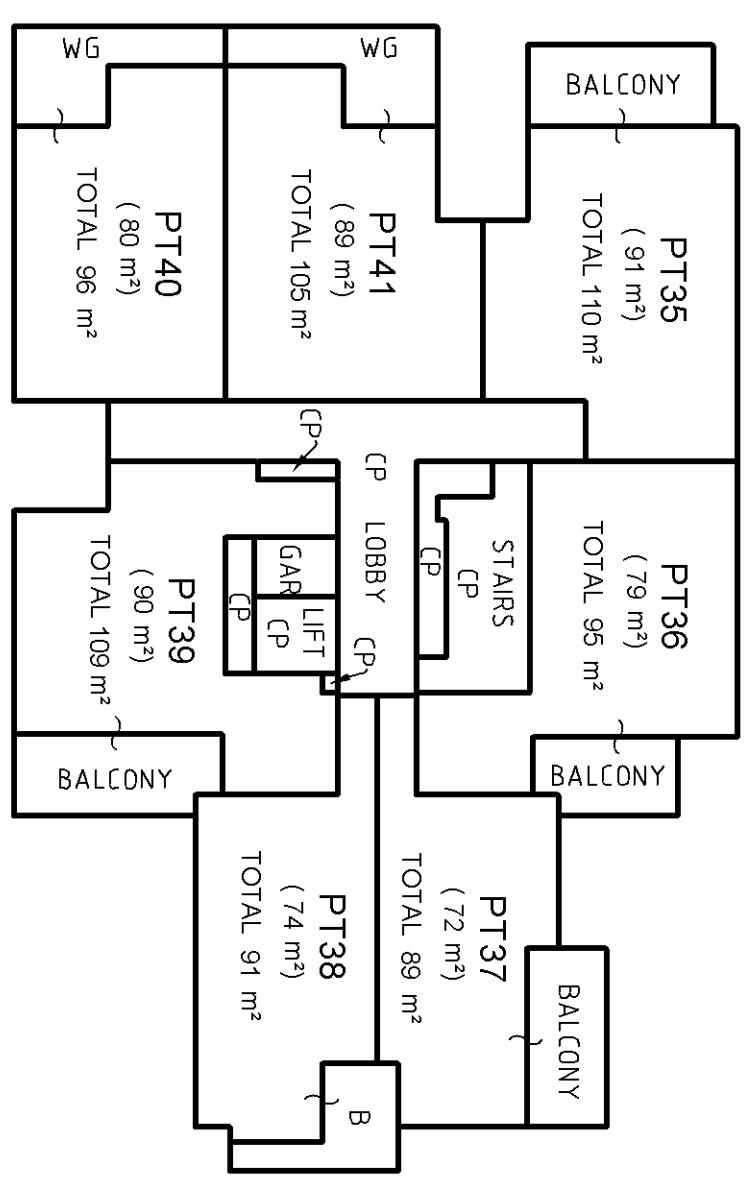 WG
WG
BALCONY
PT40
( 80 m²)
TOTAL 96 m²
PT41
( 89 m²)
TOTAL 105 m²
PT35
( 91 m²)
TOTAL 110 m²
CP
CP
LOBBY
CP
STAIRS
CP
GAR
LIFT
CP
CP
CP
PT36
( 79 m²)
TOTAL 95 m²
PT39
( 90 m²)
TOTAL 109 m²
BALCONY
BALCONY
PT38
( 74 m²)
TOTAL 91 m²
PT37
( 72 m²)
TOTAL 89 m²
BALCONY
B